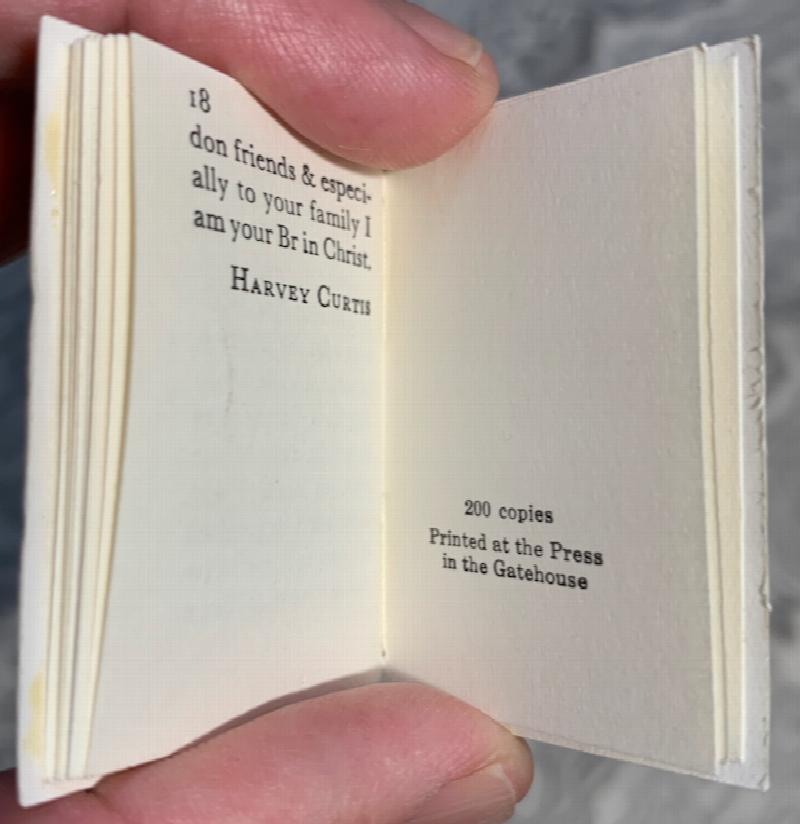 18
don friends & especi-
ally to your family I
am your Br in Christ,
Harvey Curtis
200 copies
Printed at the Press
in the Gatehouse